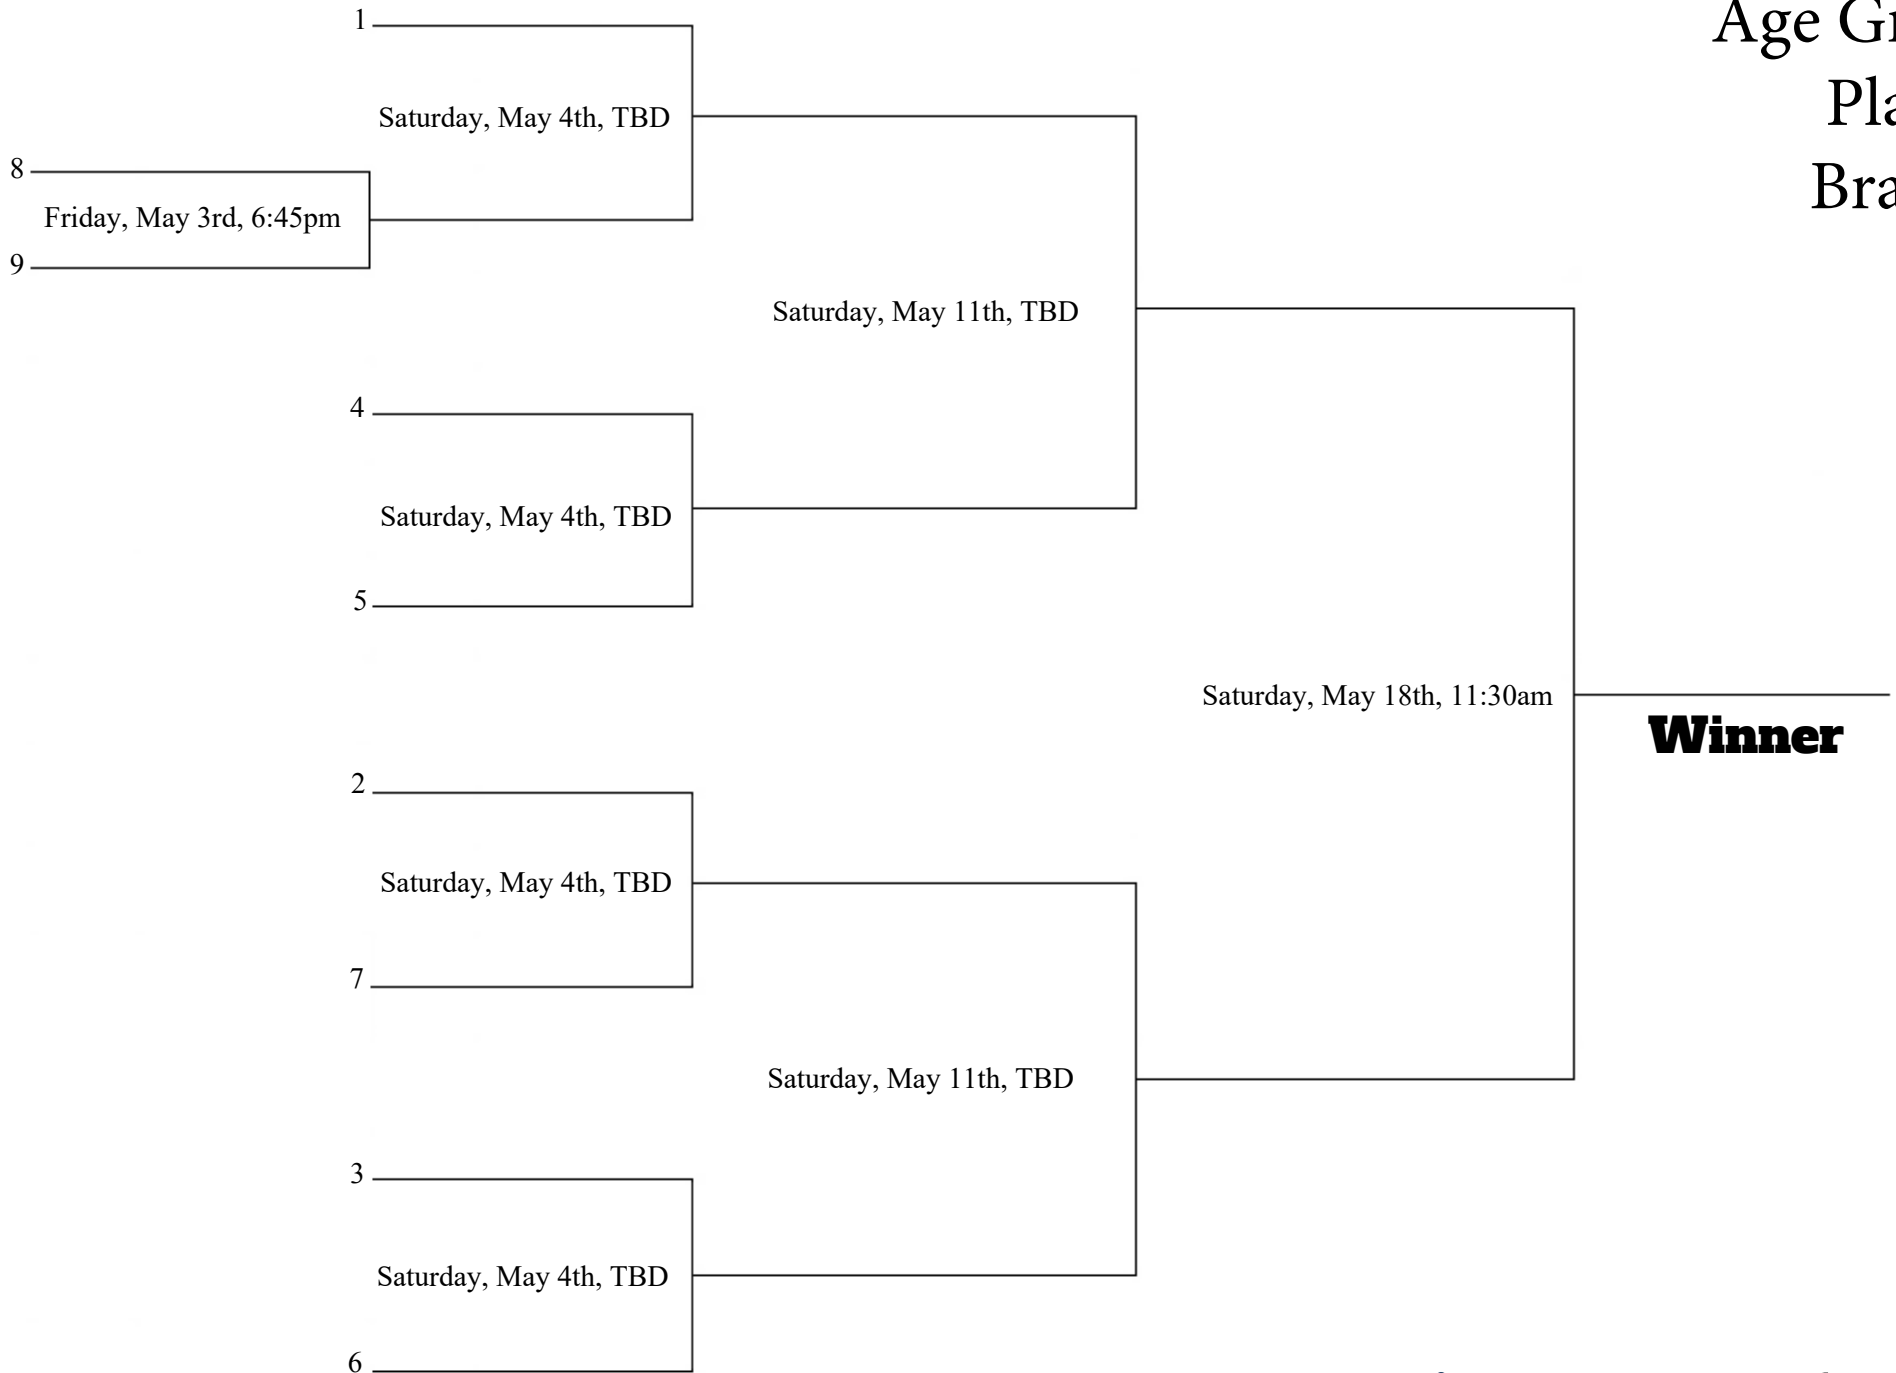 1
Age
Saturday, May 4th, TBD
8
Friday, May 3rd, 6:45pm
9
Saturday, May 11th, TBD
4
Saturday, May 4th, TBD
5
Saturday, May 18th, 11:30am
Winner
2
Saturday, May 4th, TBD
7
Saturday, May 11th, TBD
3
Saturday, May 4th, TBD
6